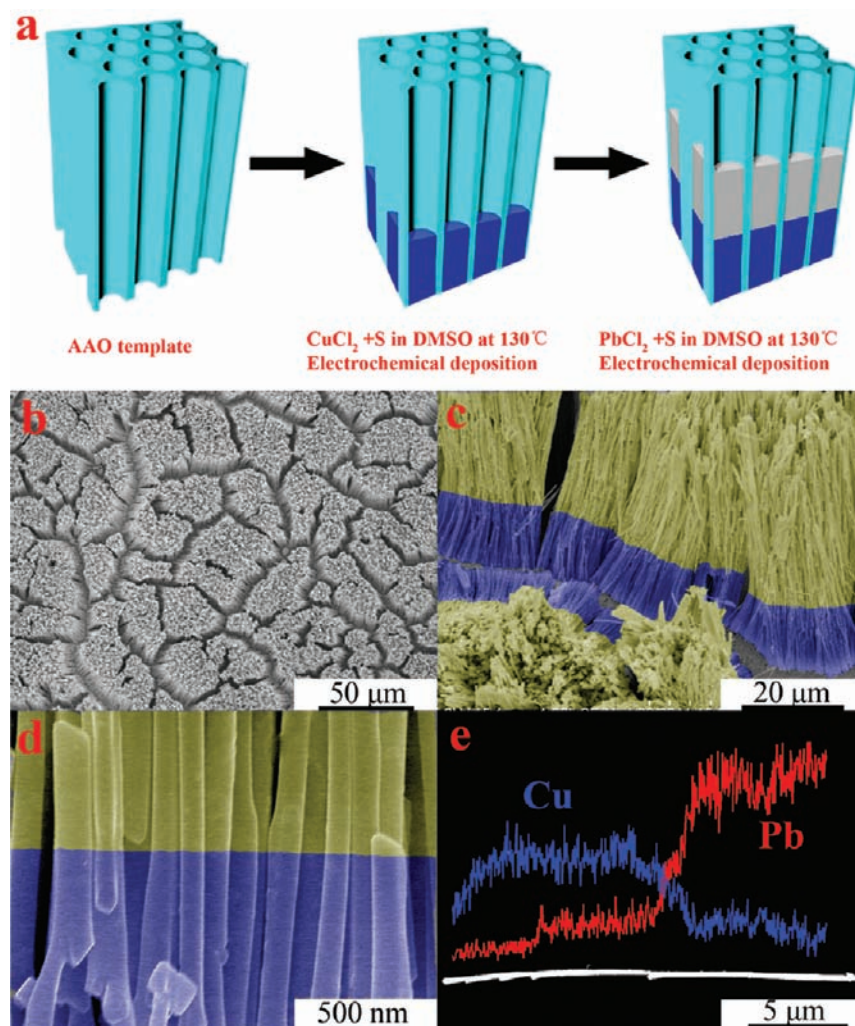 a
AAO template
CuCl₂ +S in DMSO at 130℃
Electrochemical deposition
PbCl₂ +S in DMSO at 130℃
Electrochemical deposition
b
50 μm
c
20 μm
d
500 nm
e
Cu
Pb
5 μm